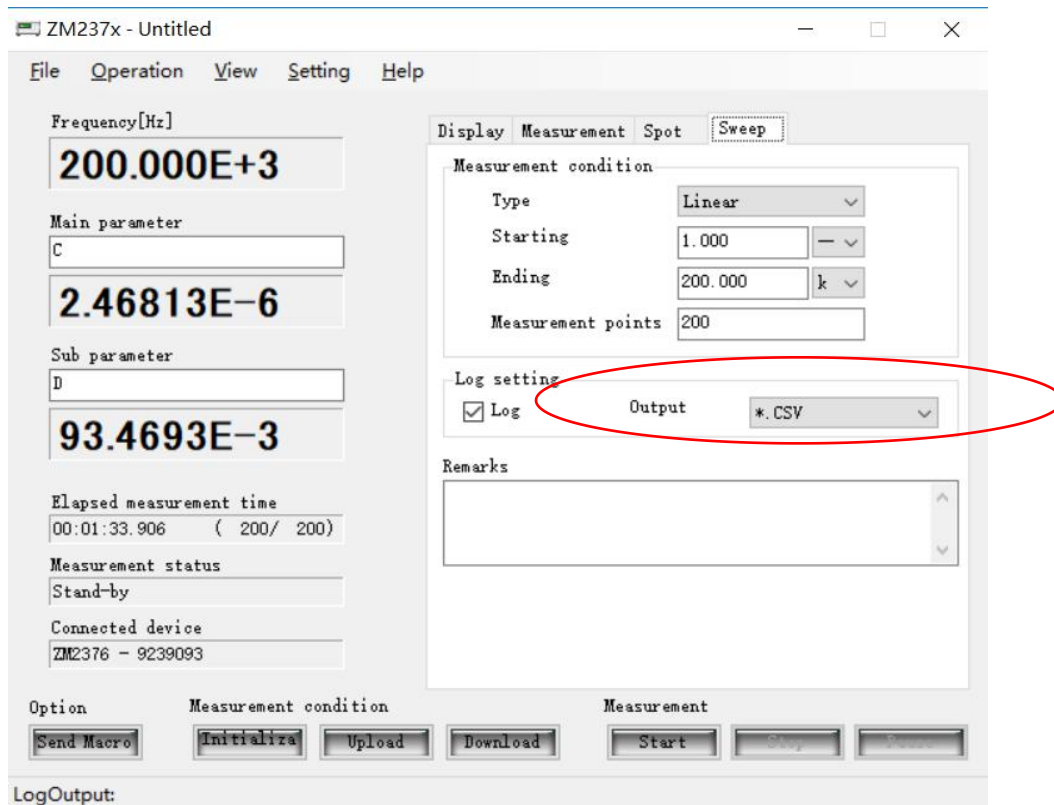 ZM237x - Untitled
File Operation View Setting Help
Frequency[Hz]
200.000E+3
Main parameter
C
2.46813E-6
Sub parameter
D
93.4693E-3
Elapsed measurement time
00:01:33.906 ( 200/ 200)
Measurement status
Stand-by
Connected device
ZM2376 - 9239093
Display Measurement Spot Sweep
Measurement condition
Type Linear
Starting 1.000 —
Ending 200.000 k
Measurement points 200
Log setting
Log Output *.CSV
Remarks
Option Measurement condition Measurement
Send Macro Initializa Upload Download Start Stop Pause
LogOutput: